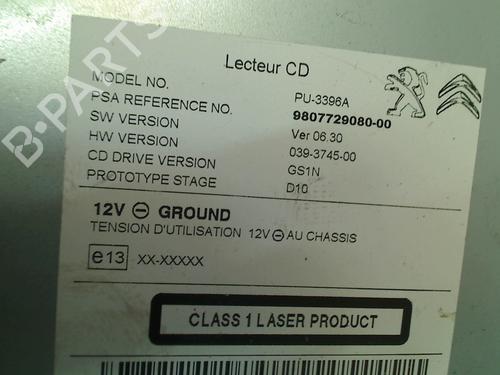 Lecteur CD
MODEL NO. PU-3396A
PSA REFERENCE NO. 9807729080-00
SW VERSION Ver 06.30
HW VERSION 039-3745-00
CD DRIVE VERSION GS1N
PROTOTYPE STAGE D10
12V ⊖ GROUND
TENSION D'UTILISATION 12V ⊖ AU CHASSIS
e13 XX-XXXXX
CLASS 1 LASER PRODUCT
B-PARTS